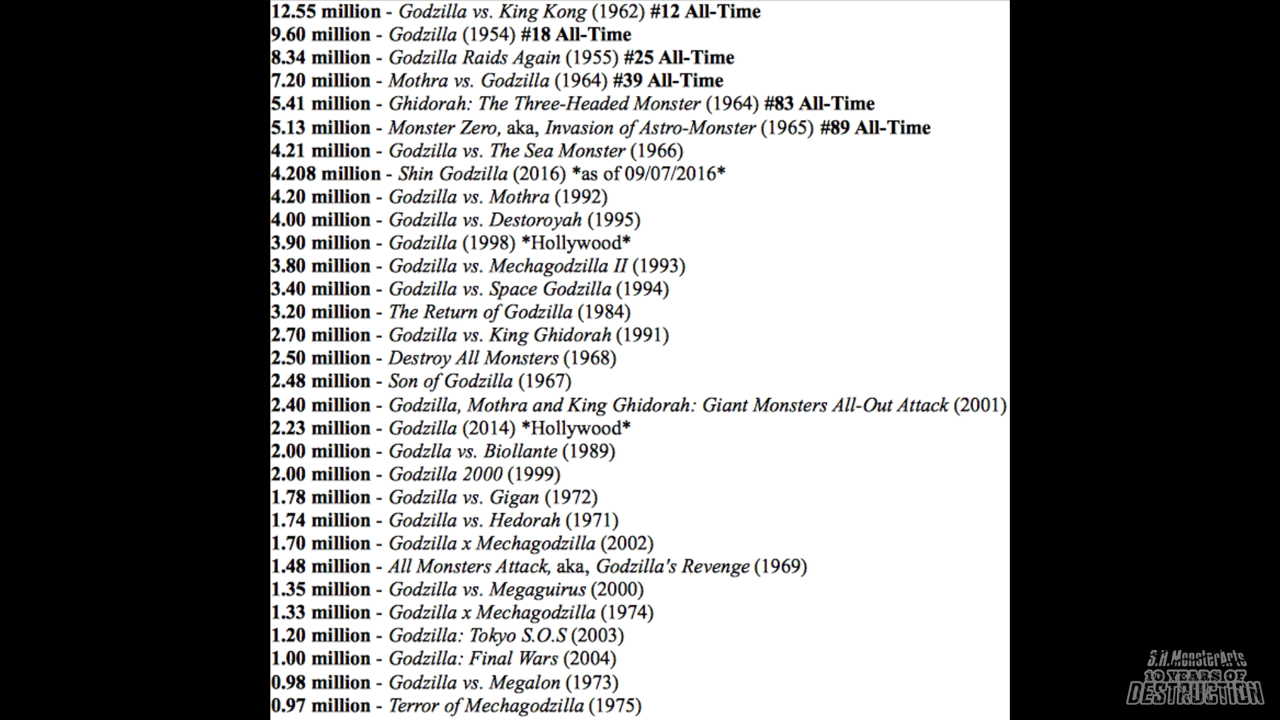 12.55 million - Godzilla vs. King Kong (1962) #12 All-Time
9.60 million - Godzilla (1954) #18 All-Time
8.34 million - Godzilla Raids Again (1955) #25 All-Time
7.20 million - Mothra vs. Godzilla (1964) #39 All-Time
5.41 million - Ghidorah: The Three-Headed Monster (1964) #83 All-Time
5.13 million - Monster Zero, aka, Invasion of Astro-Monster (1965) #89 All-Time
4.21 million - Godzilla vs. The Sea Monster (1966)
4.208 million - Shin Godzilla (2016) *as of 09/07/2016*
4.20 million - Godzilla vs. Mothra (1992)
4.00 million - Godzilla vs. Destoroyah (1995)
3.90 million - Godzilla (1998) *Hollywood*
3.80 million - Godzilla vs. Mechagodzilla II (1993)
3.40 million - Godzilla vs. Space Godzilla (1994)
3.20 million - The Return of Godzilla (1984)
2.70 million - Godzilla vs. King Ghidorah (1991)
2.50 million - Destroy All Monsters (1968)
2.48 million - Son of Godzilla (1967)
2.40 million - Godzilla, Mothra and King Ghidorah: Giant Monsters All-Out Attack (2001)
2.23 million - Godzilla (2014) *Hollywood*
2.00 million - Godzlla vs. Biollante (1989)
2.00 million - Godzilla 2000 (1999)
1.78 million - Godzilla vs. Gigan (1972)
1.74 million - Godzilla vs. Hedorah (1971)
1.70 million - Godzilla x Mechagodzilla (2002)
1.48 million - All Monsters Attack, aka, Godzilla's Revenge (1969)
1.35 million - Godzilla vs. Megaguirus (2000)
1.33 million - Godzilla x Mechagodzilla (1974)
1.20 million - Godzilla: Tokyo S.O.S (2003)
1.00 million - Godzilla: Final Wars (2004)
0.98 million - Godzilla vs. Megalon (1973)
0.97 million - Terror of Mechagodzilla (1975)
S.H.MonsterArts
10 YEARS OF
DESTRUCTION